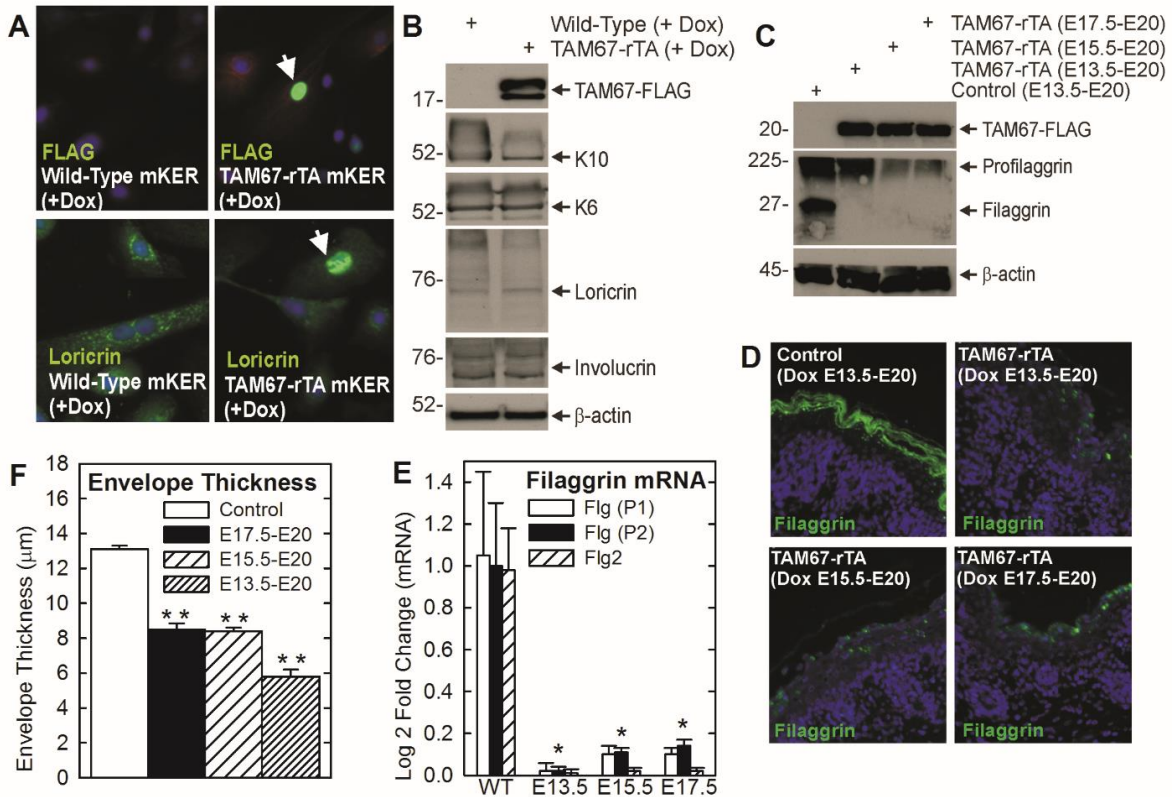 A
FLAG
Wild-Type mKER
(+Dox)
FLAG
TAM67-rTA mKER
(+Dox)
Loricrin
Wild-Type mKER
(+Dox)
Loricrin
TAM67-rTA mKER
(+Dox)
B
+ Wild-Type (+ Dox)
+ TAM67-rTA (+ Dox)
17- TAM67-FLAG
52- K10
52- K6
76- Loricrin
76- Involucrin
52-
β-actin
C
+ TAM67-rTA (E17.5-E20)
+ TAM67-rTA (E15.5-E20)
+ TAM67-rTA (E13.5-E20)
+ Control (E13.5-E20)
20- TAM67-FLAG
225- Profilaggrin
27- Filaggrin
45- β-actin
D
Control
(Dox E13.5-E20)
Filaggrin
TAM67-rTA
(Dox E13.5-E20)
Filaggrin
TAM67-rTA
(Dox E15.5-E20)
Filaggrin
TAM67-rTA
(Dox E17.5-E20)
Filaggrin
F
Envelope Thickness
Control
E17.5-E20
E15.5-E20
E13.5-E20
Envelope Thickness (μm)
18
16
14
12
10
8
6
4
2
0
**
**
**
E
Filaggrin mRNA
Flg (P1)
Flg (P2)
Flg2
Log 2 Fold Change (mRNA)
1.4
1.2
1.0
0.8
0.6
0.4
0.2
0.0
*
*
*
WT E13.5 E15.5 E17.5